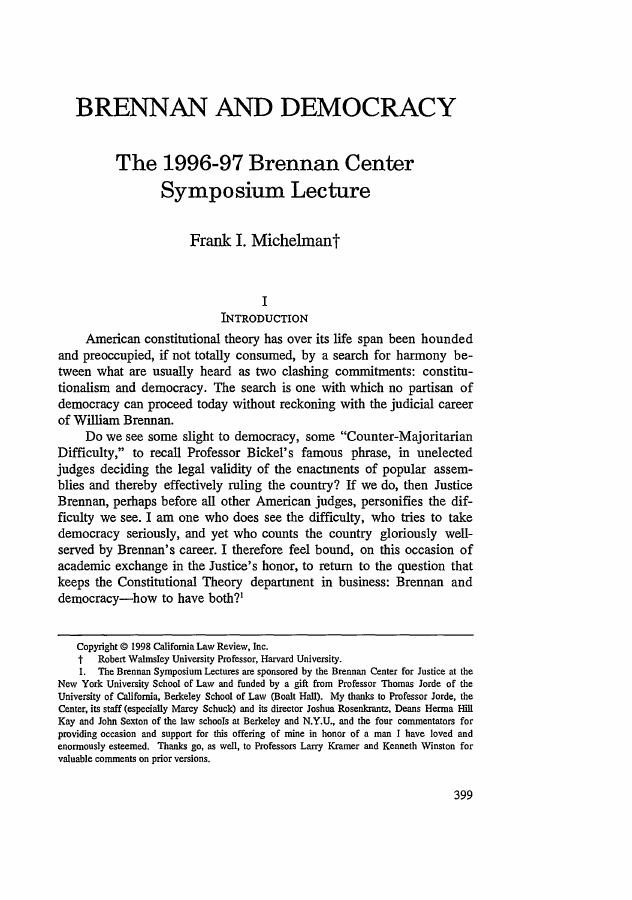 BRENNAN AND DEMOCRACY
The 1996-97 Brennan Center
Symposium Lecture
Frank I. Michelman†
I
INTRODUCTION
American constitutional theory has over its life span been hounded
and preoccupied, if not totally consumed, by a search for harmony be-
tween what are usually heard as two clashing commitments: constitu-
tionalism and democracy. The search is one with which no partisan of
democracy can proceed today without reckoning with the judicial career
of William Brennan.
Do we see some slight to democracy, some “Counter-Majoritarian
Difficulty,” to recall Professor Bickel’s famous phrase, in unelected
judges deciding the legal validity of the enactments of popular assem-
blies and thereby effectively ruling the country? If we do, then Justice
Brennan, perhaps before all other American judges, personifies the dif-
ficulty we see. I am one who does see the difficulty, who tries to take
democracy seriously, and yet who counts the country gloriously well-
served by Brennan’s career. I therefore feel bound, on this occasion of
academic exchange in the Justice’s honor, to return to the question that
keeps the Constitutional Theory department in business: Brennan and
democracy—how to have both?¹
Copyright © 1998 California Law Review, Inc.
† Robert Walmsley University Professor, Harvard University.
1. The Brennan Symposium Lectures are sponsored by the Brennan Center for Justice at the
New York University School of Law and funded by a gift from Professor Thomas Jorde of the
University of California, Berkeley School of Law (Boalt Hall). My thanks to Professor Jorde, the
Center, its staff (especially Marcy Schuck) and its director Joshua Rosenkrantz, Deans Herma Hill
Kay and John Sexton of the law schools at Berkeley and N.Y.U., and the four commentators for
providing occasion and support for this offering of mine in honor of a man I have loved and
enormously esteemed. Thanks go, as well, to Professors Larry Kramer and Kenneth Winston for
valuable comments on prior versions.
399